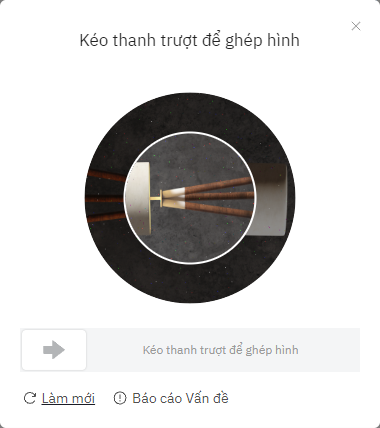 Kéo thanh trượt để ghép hình
Kéo thanh trượt để ghép hình
Làm mới
Báo cáo Vấn đề